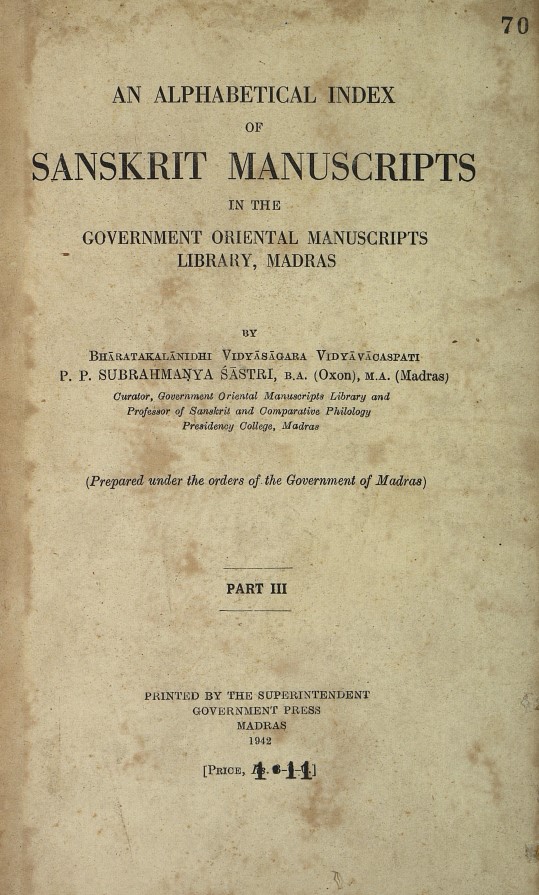 70
AN ALPHABETICAL INDEX
OF
SANSKRIT MANUSCRIPTS
IN THE
GOVERNMENT ORIENTAL MANUSCRIPTS
LIBRARY, MADRAS
BY
BHĀRATAKALĀNIDHI VIDYĀSĀGARA VIDYĀVĀCASPATI
P. P. SUBRAHMAṆYA ŚĀSTRI, B.A. (Oxon), M.A. (Madras)
Curator, Government Oriental Manuscripts Library and
Professor of Sanskrit and Comparative Philology
Presidency College, Madras
(Prepared under the orders of the Government of Madras)
PART III
PRINTED BY THE SUPERINTENDENT
GOVERNMENT PRESS
MADRAS
1942
[PRICE, 1-11]